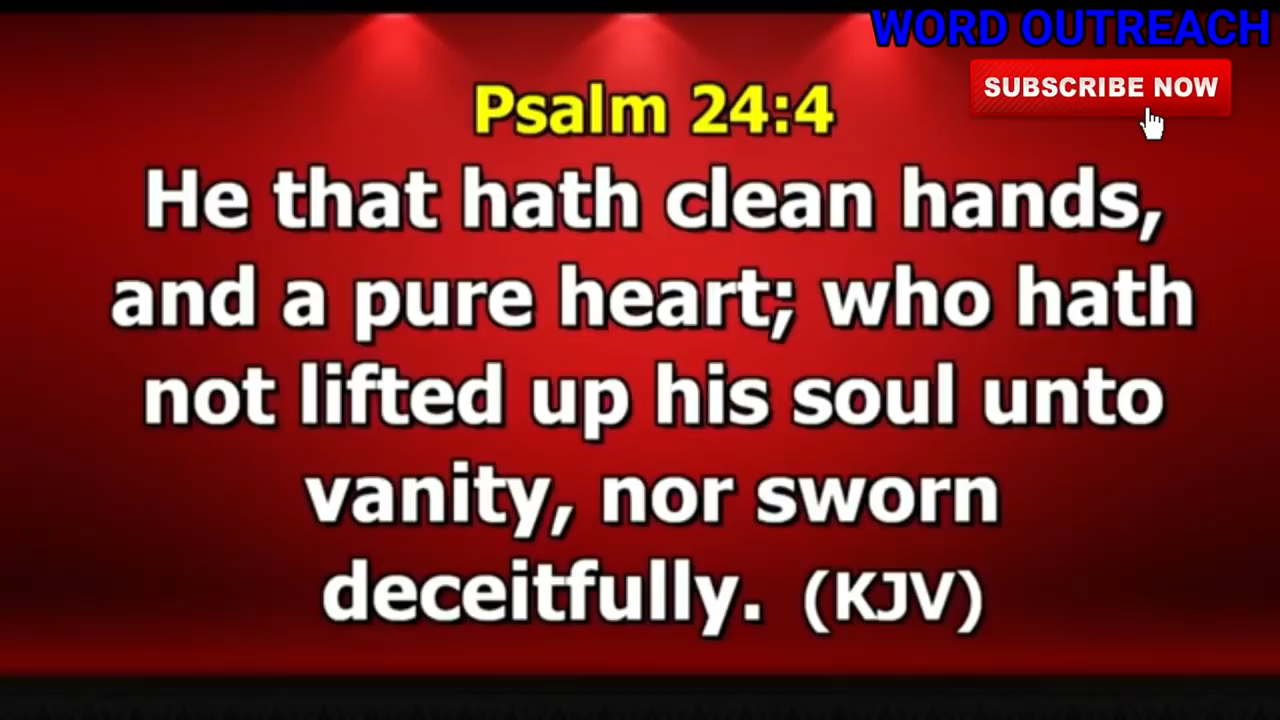 WORD OUTREACH
SUBSCRIBE NOW
Psalm 24:4
He that hath clean hands,
and a pure heart; who hath
not lifted up his soul unto
vanity, nor sworn
deceitfully. (KJV)